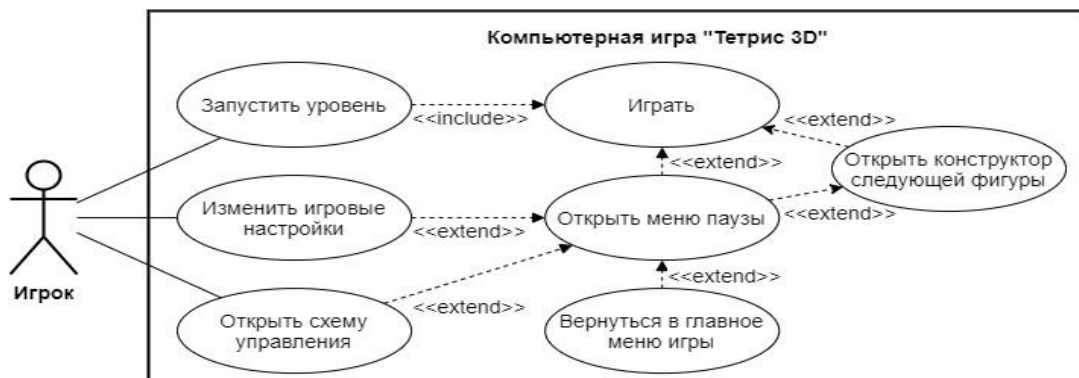 Компьютерная игра "Тетрис 3D"
Запустить уровень
<<include>>
Играть
<<extend>>
<<extend>>
Открыть конструктор
следующей фигуры
Изменить игровые
настройки
<<extend>>
Открыть меню паузы
<<extend>>
Игрок
<<extend>>
Открыть схему
управления
<<extend>>
Вернуться в главное
меню игры